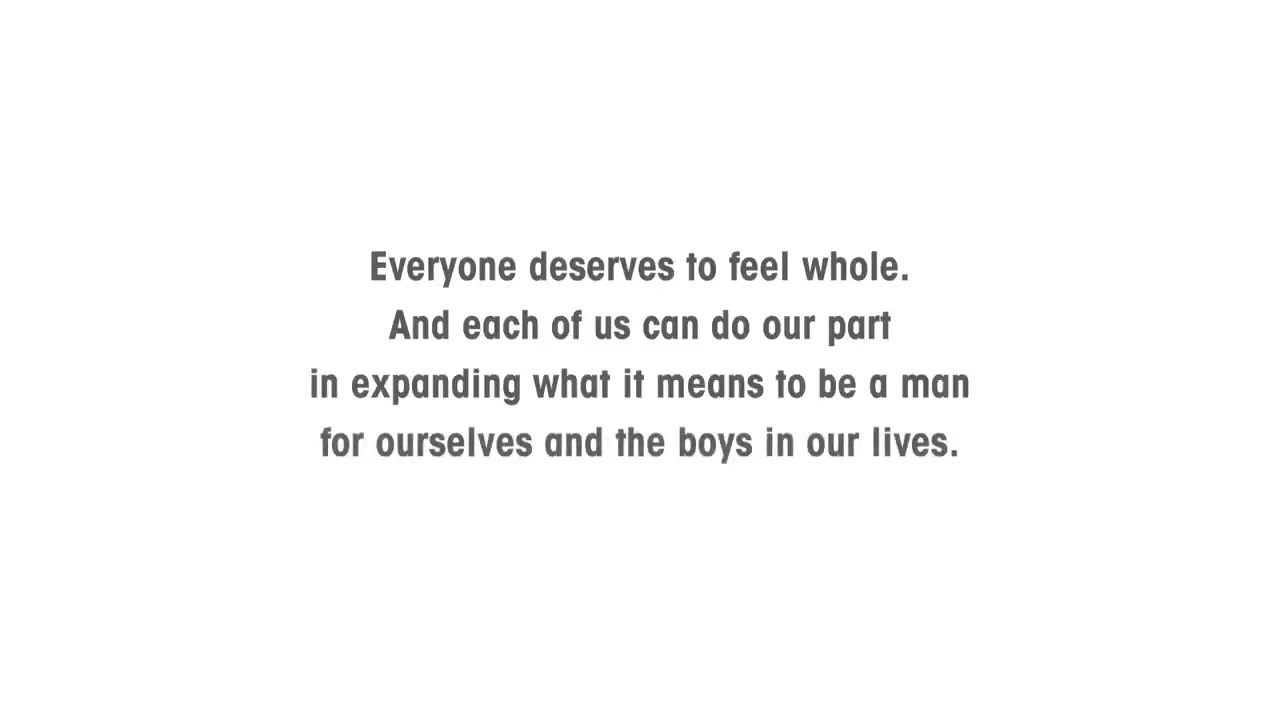 Everyone deserves to feel whole.
And each of us can do our part
in expanding what it means to be a man
for ourselves and the boys in our lives.